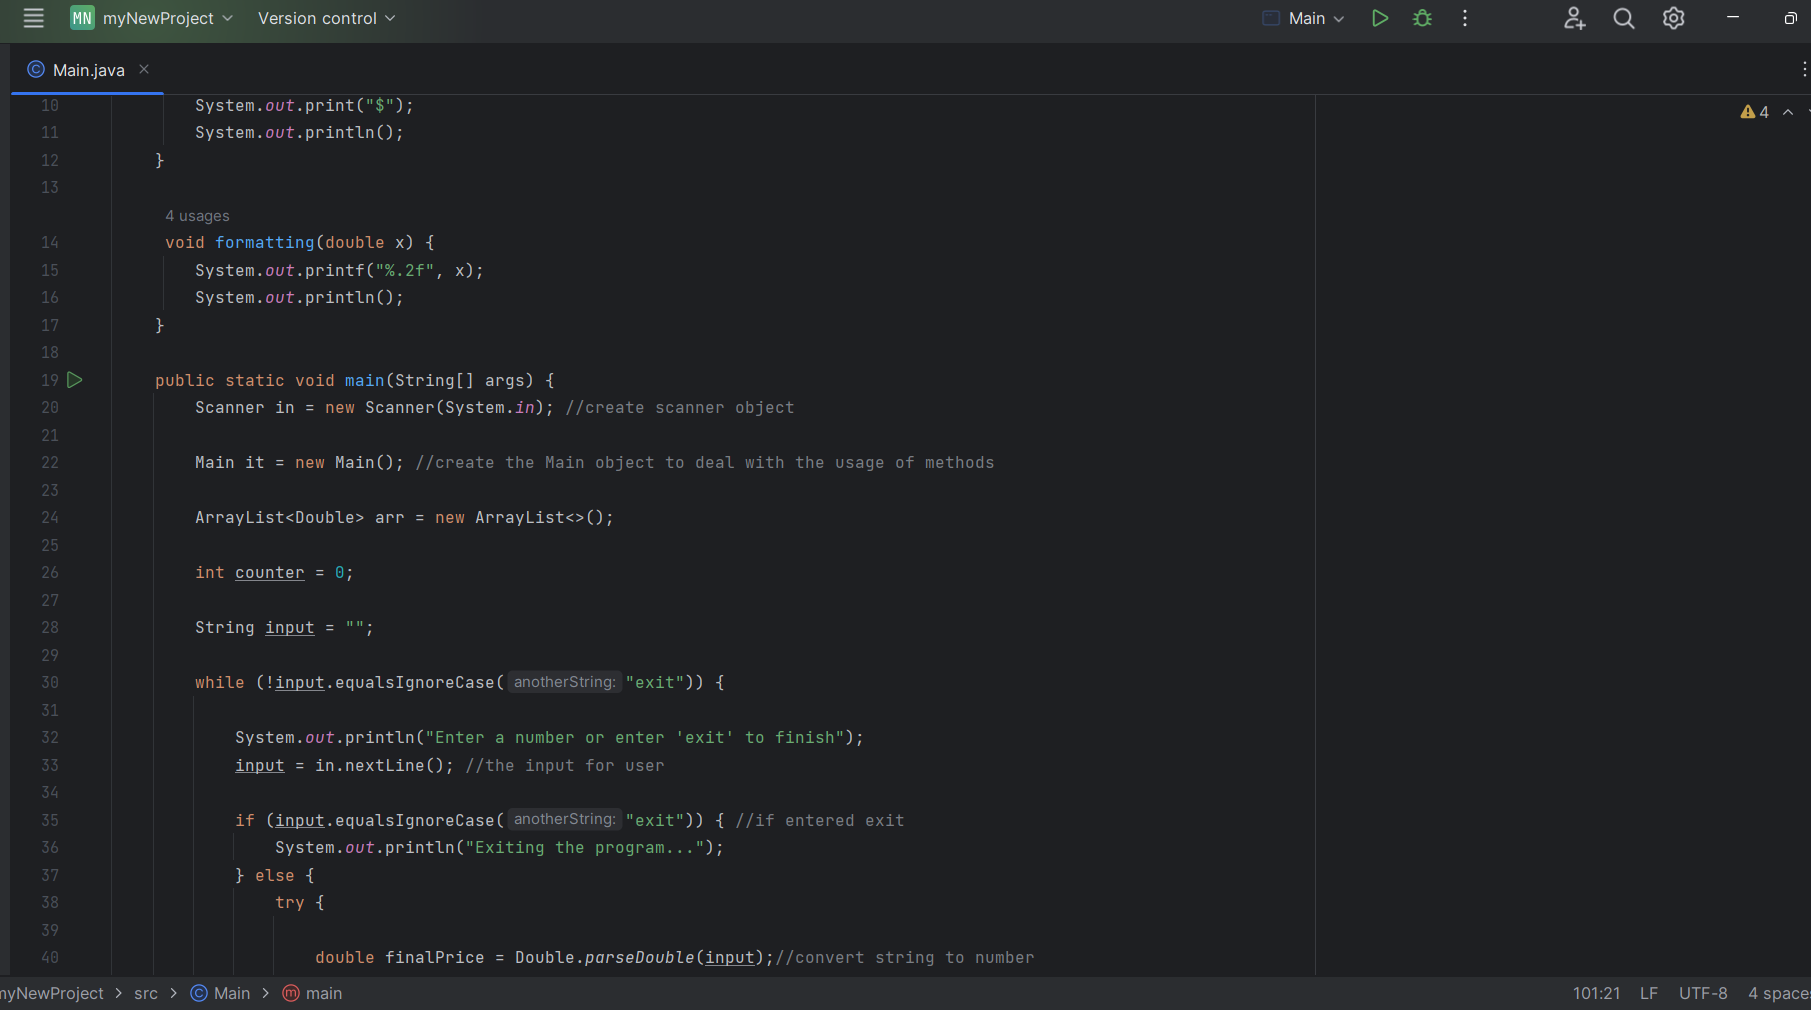 MN myNewProject Version control Main
Main.java
10 System.out.print("$");
4
11 System.out.println();
12 }
13
4 usages
14 void formatting(double x) {
15 System.out.printf("%.2f", x);
16 System.out.println();
17 }
18
19 public static void main(String[] args) {
20 Scanner in = new Scanner(System.in); //create scanner object
21
22 Main it = new Main(); //create the Main object to deal with the usage of methods
23
24 ArrayList<Double> arr = new ArrayList<>();
25
26 int counter = 0;
27
28 String input = "";
29
30 while (!input.equalsIgnoreCase( anotherString: "exit")) {
31
32 System.out.println("Enter a number or enter 'exit' to finish");
33 input = in.nextLine(); //the input for user
34
35 if (input.equalsIgnoreCase( anotherString: "exit")) { //if entered exit
36 System.out.println("Exiting the program...");
37 } else {
38 try {
39
40 double finalPrice = Double.parseDouble(input);//convert string to number
myNewProject > src > C Main > m main 101:21 LF UTF-8 4 spaces